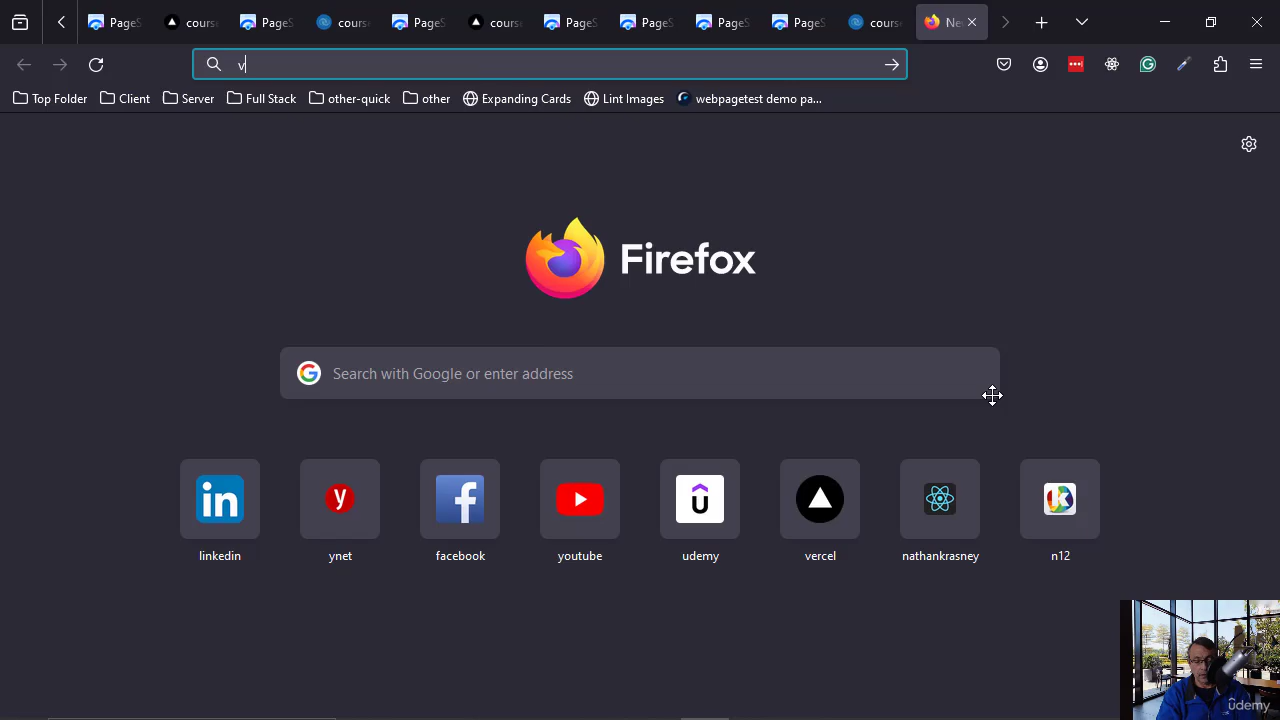 PageS
cours
PageS
cours
PageS
cours
PageS
PageS
PageS
PageS
cours
Ne
v
Top Folder
Client
Server
Full Stack
other-quick
other
Expanding Cards
Lint Images
webpagetest demo pa...
Firefox
Search with Google or enter address
linkedin
ynet
facebook
youtube
udemy
vercel
nathankrasney
n12
udemy